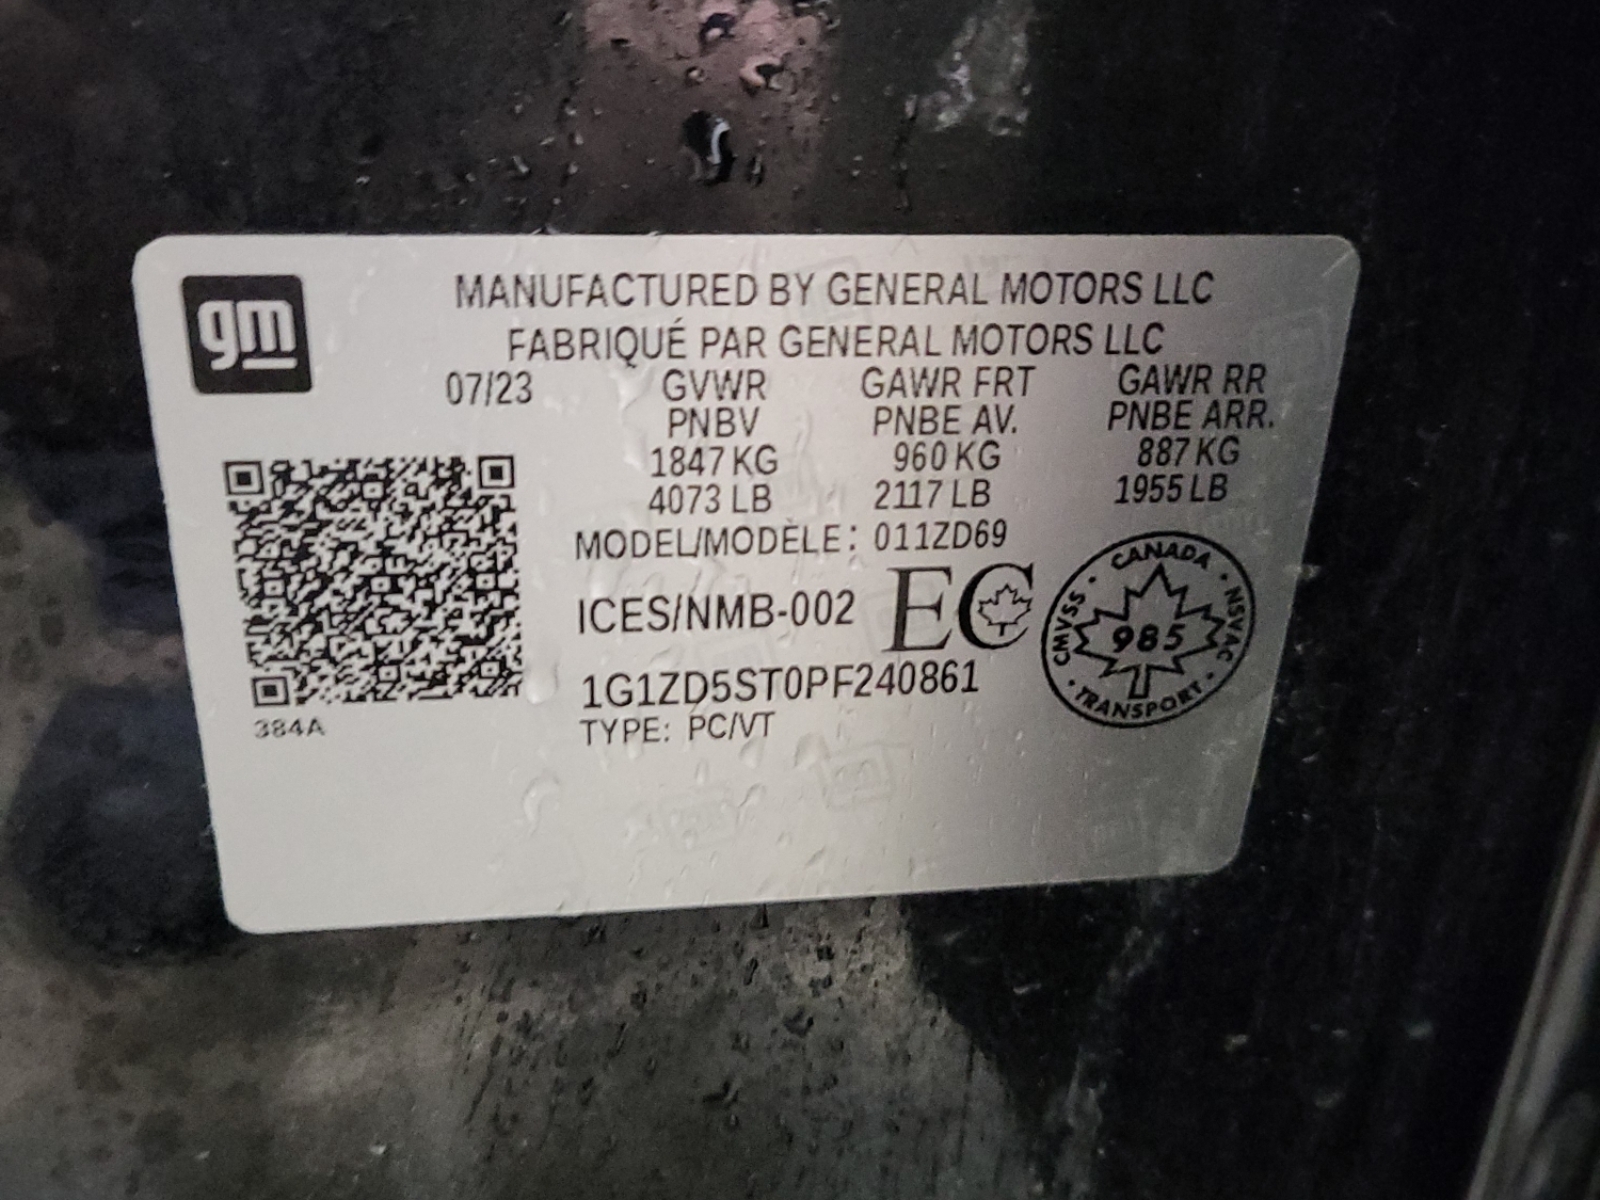 gm
MANUFACTURED BY GENERAL MOTORS LLC
FABRIQUÉ PAR GENERAL MOTORS LLC
07/23 GVWR GAWR FRT GAWR RR
PNBV PNBE AV. PNBE ARR.
1847 KG 960 KG 887 KG
4073 LB 2117 LB 1955 LB
MODEL/MODÈLE: 011ZD69
ICES/NMB-002 EC
1G1ZD5ST0PF240861
TYPE: PC/VT
384A
CANADA · NSVAC · TRANSPORT · CMVSS ·
985